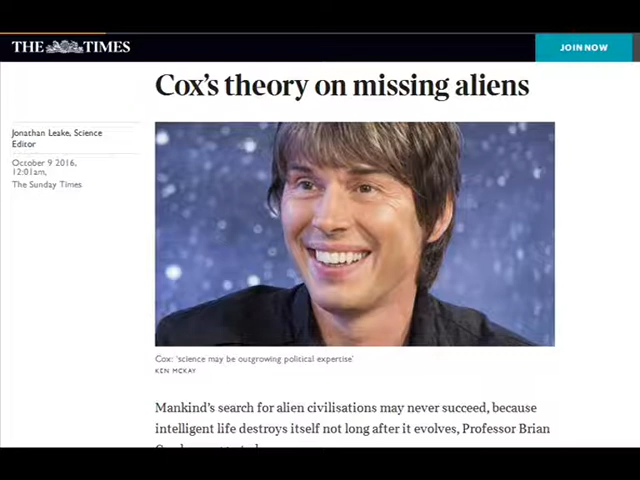 THE TIMES
JOIN NOW
Cox's theory on missing aliens
Jonathan Leake, Science
Editor
October 9 2016,
12:01am,
The Sunday Times
Cox: 'science may be outgrowing political expertise'
KEN MCKAY
Mankind's search for alien civilisations may never succeed, because
intelligent life destroys itself not long after it evolves, Professor Brian